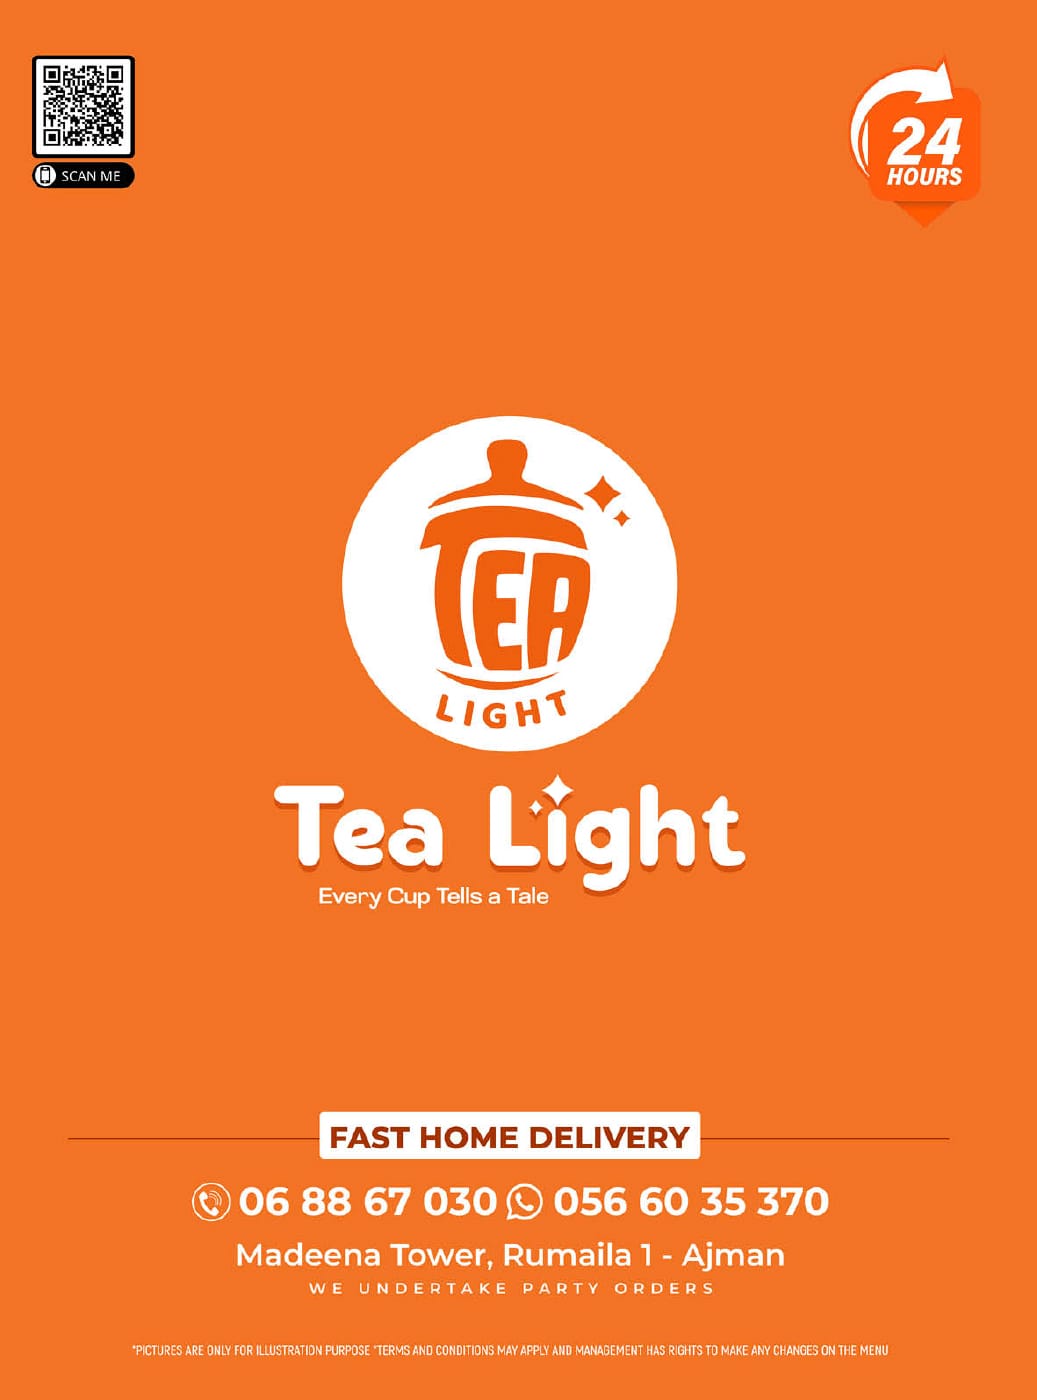 SCAN ME
24
HOURS
TEA
LIGHT
Tea Light
Every Cup Tells a Tale
FAST HOME DELIVERY
06 88 67 030 056 60 35 370
Madeena Tower, Rumaila 1 - Ajman
WE UNDERTAKE PARTY ORDERS
*PICTURES ARE ONLY FOR ILLUSTRATION PURPOSE *TERMS AND CONDITIONS MAY APPLY AND MANAGEMENT HAS RIGHTS TO MAKE ANY CHANGES ON THE MENU